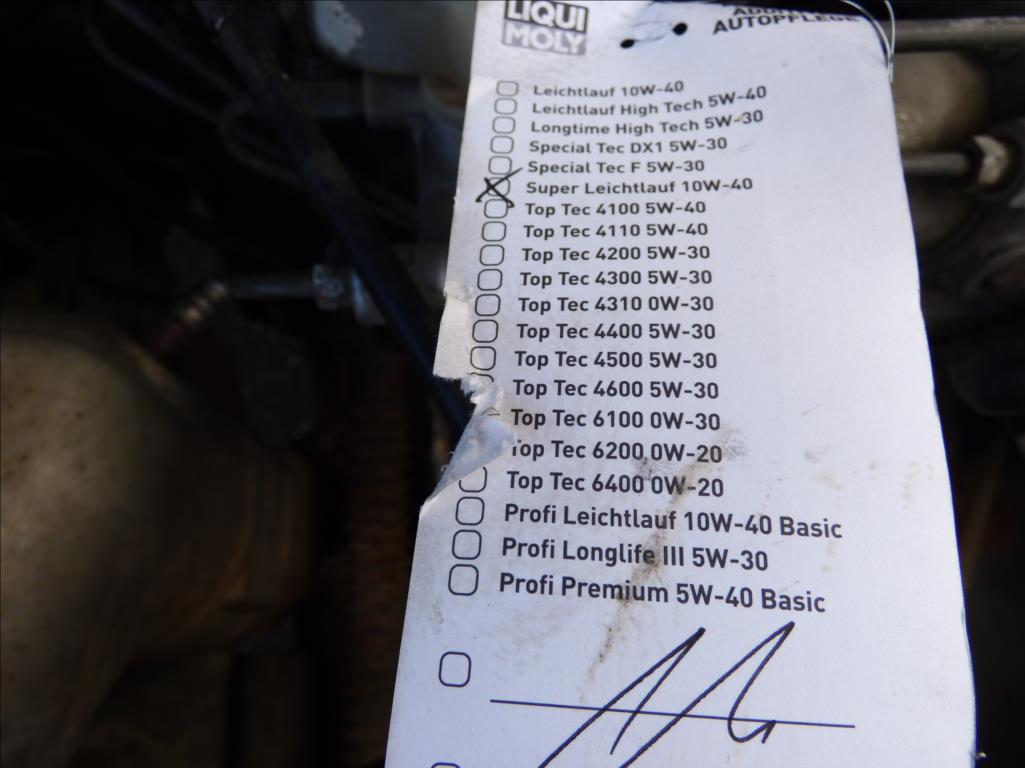 LIQUI
MOLY
AUTOPFLEGE
Leichtlauf 10W-40
Leichtlauf High Tech 5W-40
Longtime High Tech 5W-30
Special Tec DX1 5W-30
Special Tec F 5W-30
Super Leichtlauf 10W-40
Top Tec 4100 5W-40
Top Tec 4110 5W-40
Top Tec 4200 5W-30
Top Tec 4300 5W-30
Top Tec 4310 0W-30
Top Tec 4400 5W-30
Top Tec 4500 5W-30
Top Tec 4600 5W-30
Top Tec 6100 0W-30
Top Tec 6200 0W-20
Top Tec 6400 0W-20
Profi Leichtlauf 10W-40 Basic
Profi Longlife III 5W-30
Profi Premium 5W-40 Basic